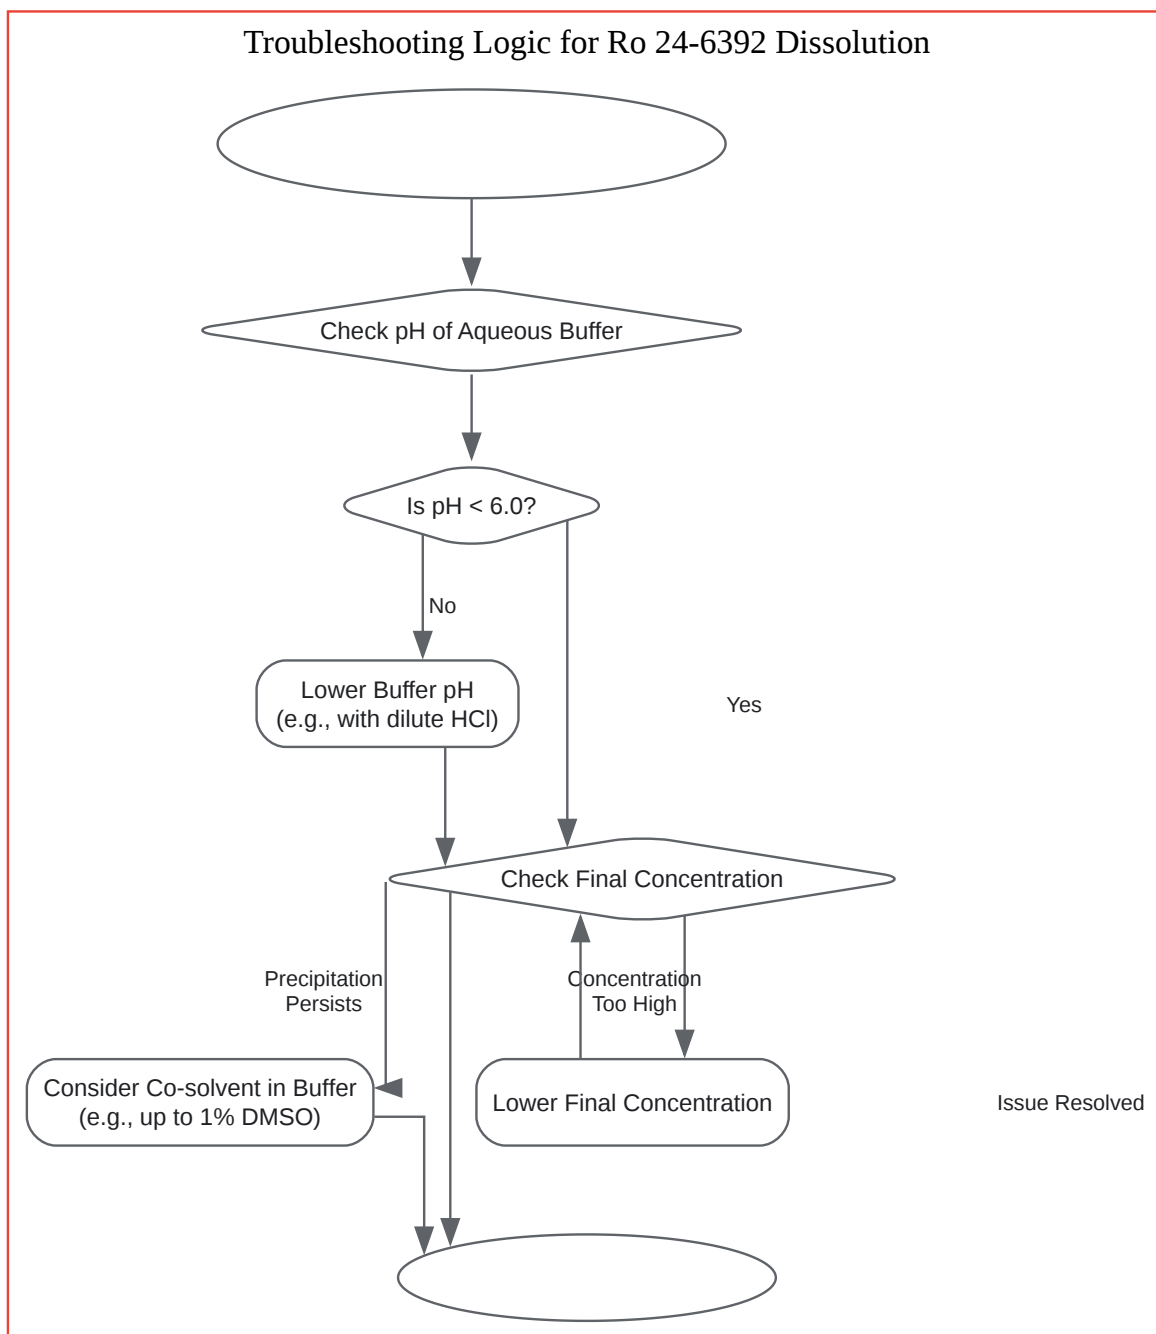 Troubleshooting Logic for Ro 24-6392 Dissolution
Check pH of Aqueous Buffer
Is pH < 6.0?
No
Lower Buffer pH
(e.g., with dilute HCl)
Yes
Check Final Concentration
Precipitation
Persists
Concentration
Too High
Consider Co-solvent in Buffer
(e.g., up to 1% DMSO)
Lower Final Concentration
Issue Resolved